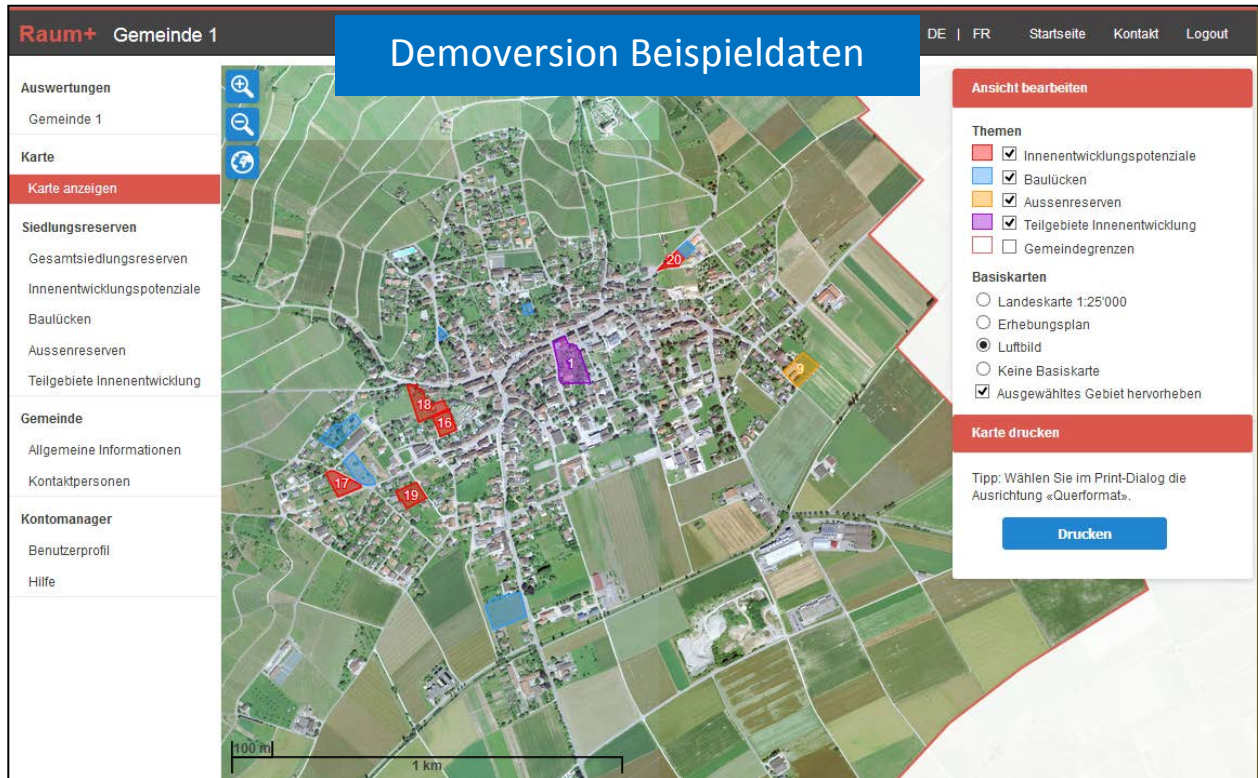 Raum+ Gemeinde 1
Demoversion Beispieldaten
DE | FR Startseite Kontakt Logout
Auswertungen
Gemeinde 1
Karte
Karte anzeigen
Siedlungsreserven
Gesamtsiedlungsreserven
Innenentwicklungspotenziale
Baulücken
Aussenreserven
Teilgebiete Innenentwicklung
Gemeinde
Allgemeine Informationen
Kontaktpersonen
Kontomanager
Benutzerprofil
Hilfe
20
1
9
18
16
17
19
100 m
1 km
Ansicht bearbeiten
Themen
Innenentwicklungspotenziale
Baulücken
Aussenreserven
Teilgebiete Innenentwicklung
Gemeindegrenzen
Basiskarten
Landeskarte 1:25'000
Erhebungsplan
Luftbild
Keine Basiskarte
Ausgewähltes Gebiet hervorheben
Karte drucken
Tipp: Wählen Sie im Print-Dialog die
Ausrichtung «Querformat».
Drucken